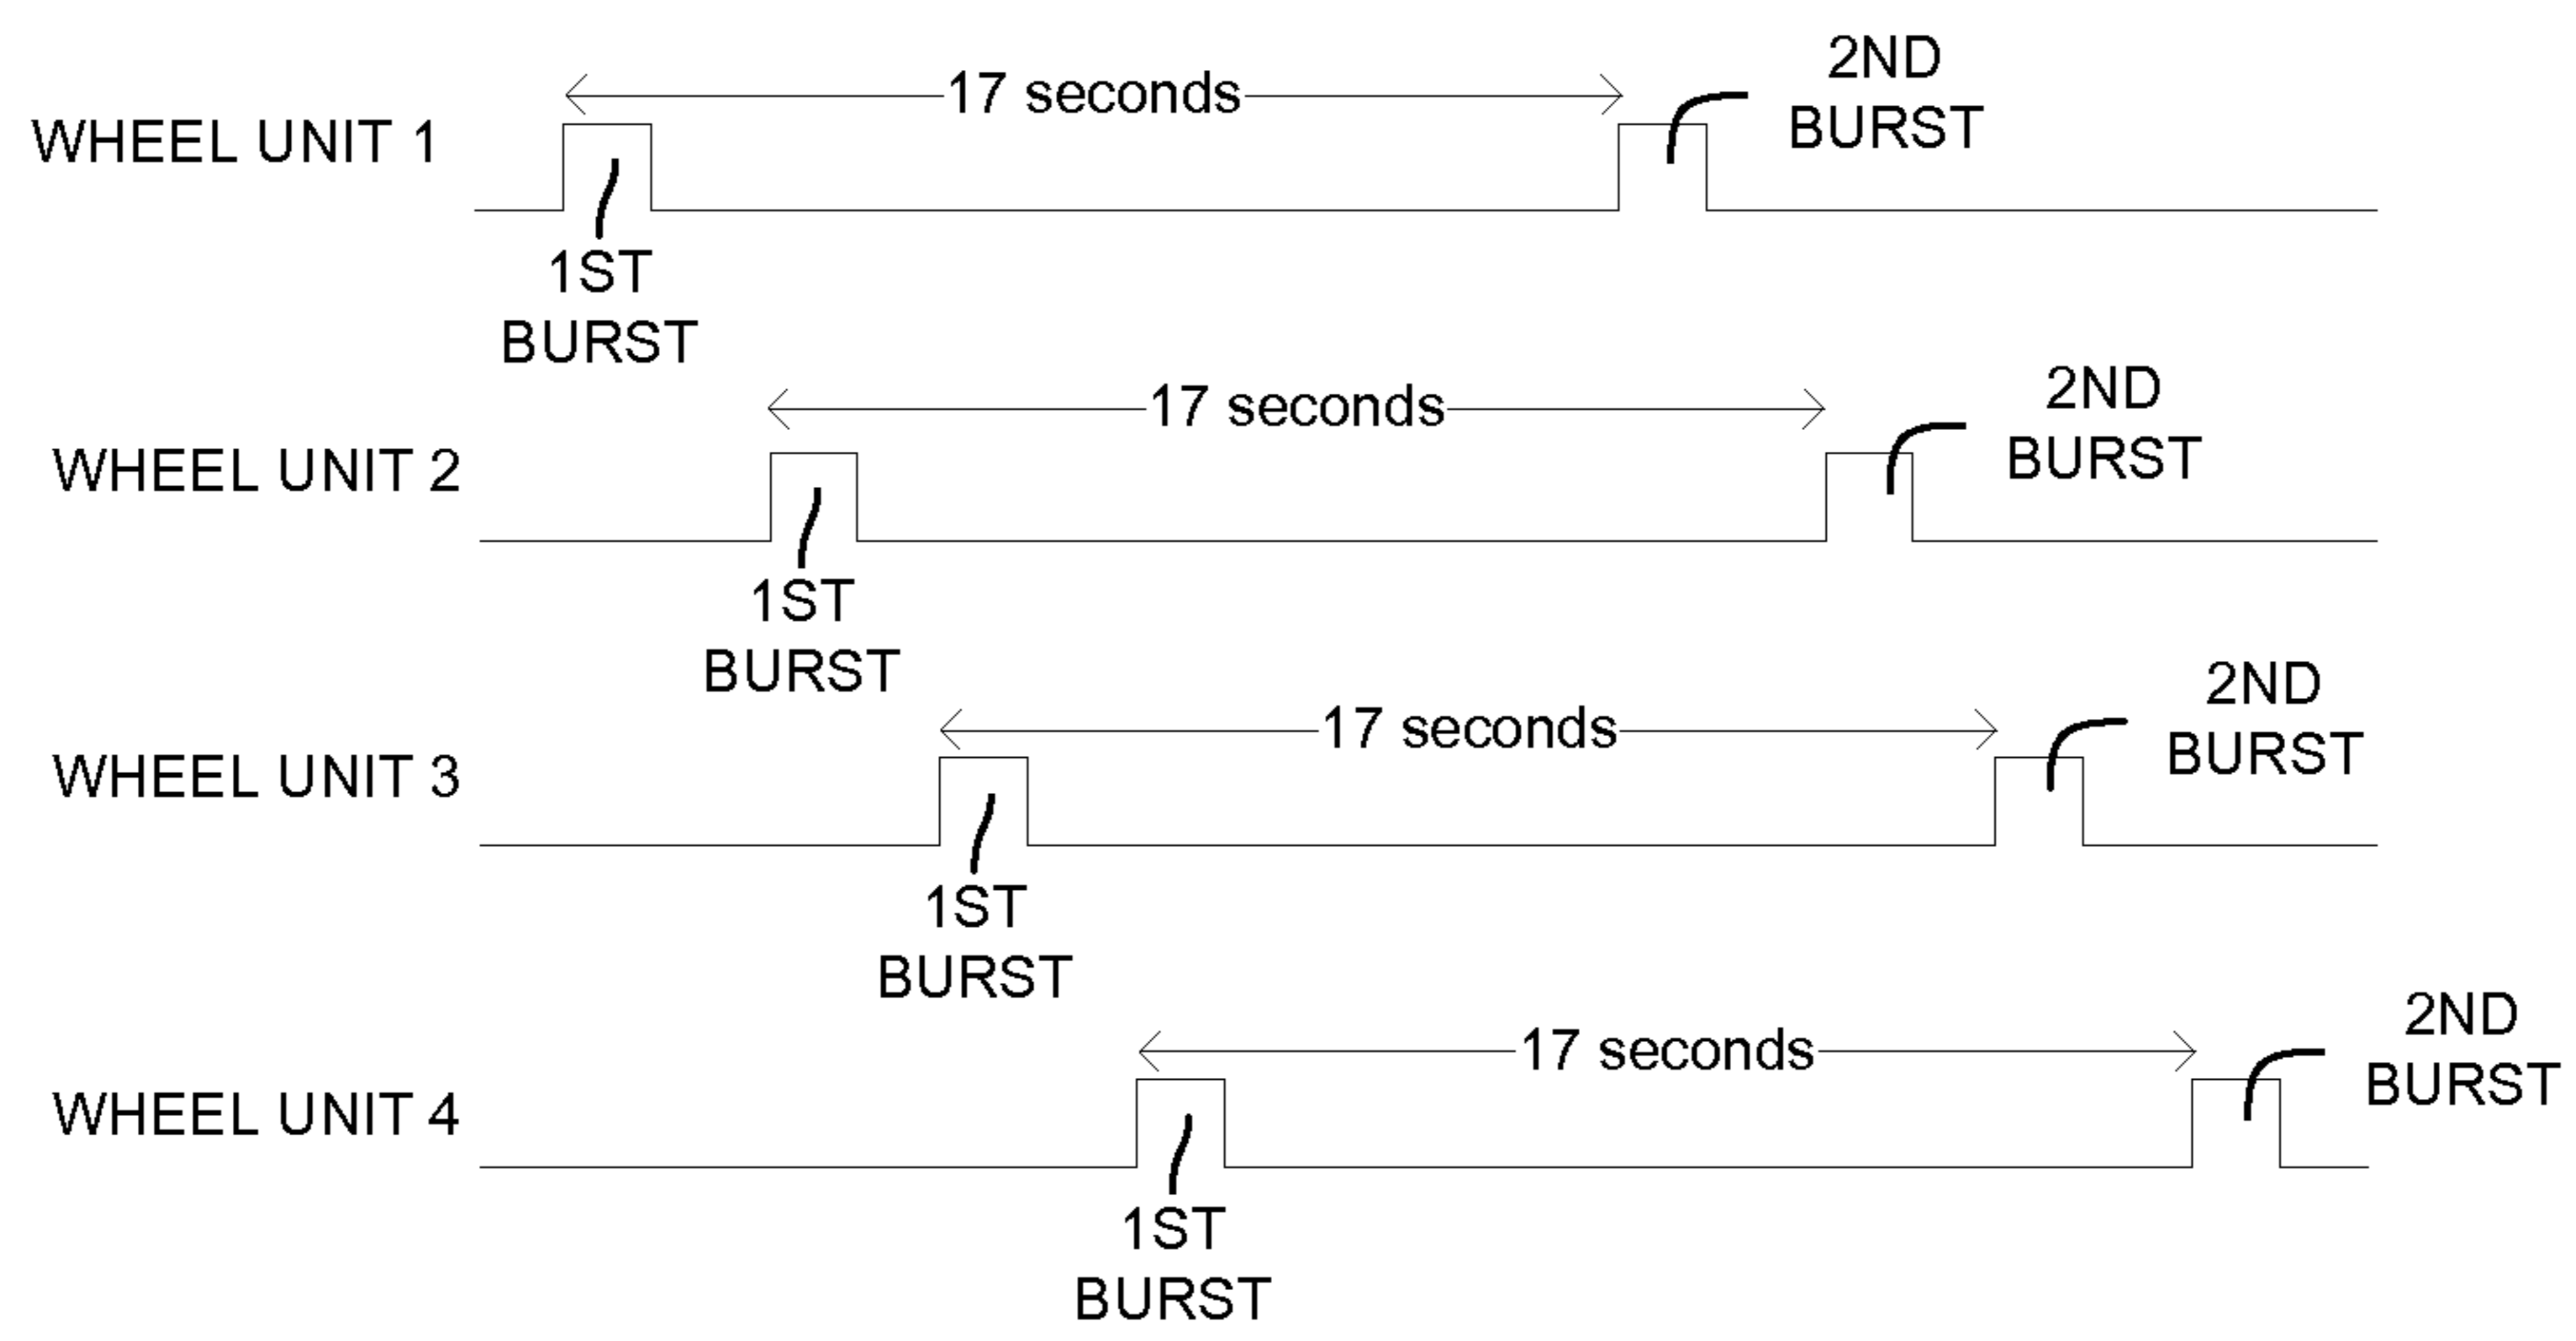 2ND
17 seconds
BURST
WHEEL UNIT 1
1ST
BURST
2ND
17 seconds
BURST
WHEEL UNIT 2
1ST
BURST
2ND
17 seconds
BURST
WHEEL UNIT 3
1ST
BURST
2ND
17 seconds
BURST
WHEEL UNIT 4
1ST
BURST